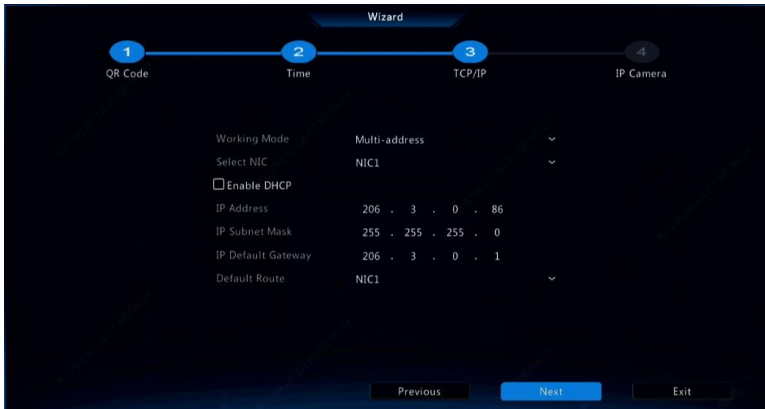 Wizard
1 2 3 4
QR Code Time TCP/IP IP Camera
Working Mode Multi-address
Select NIC NIC1
Enable DHCP
IP Address 206 . 3 . 0 . 86
IP Subnet Mask 255 . 255 . 255 . 0
IP Default Gateway 206 . 3 . 0 . 1
Default Route NIC1
Previous Next Exit